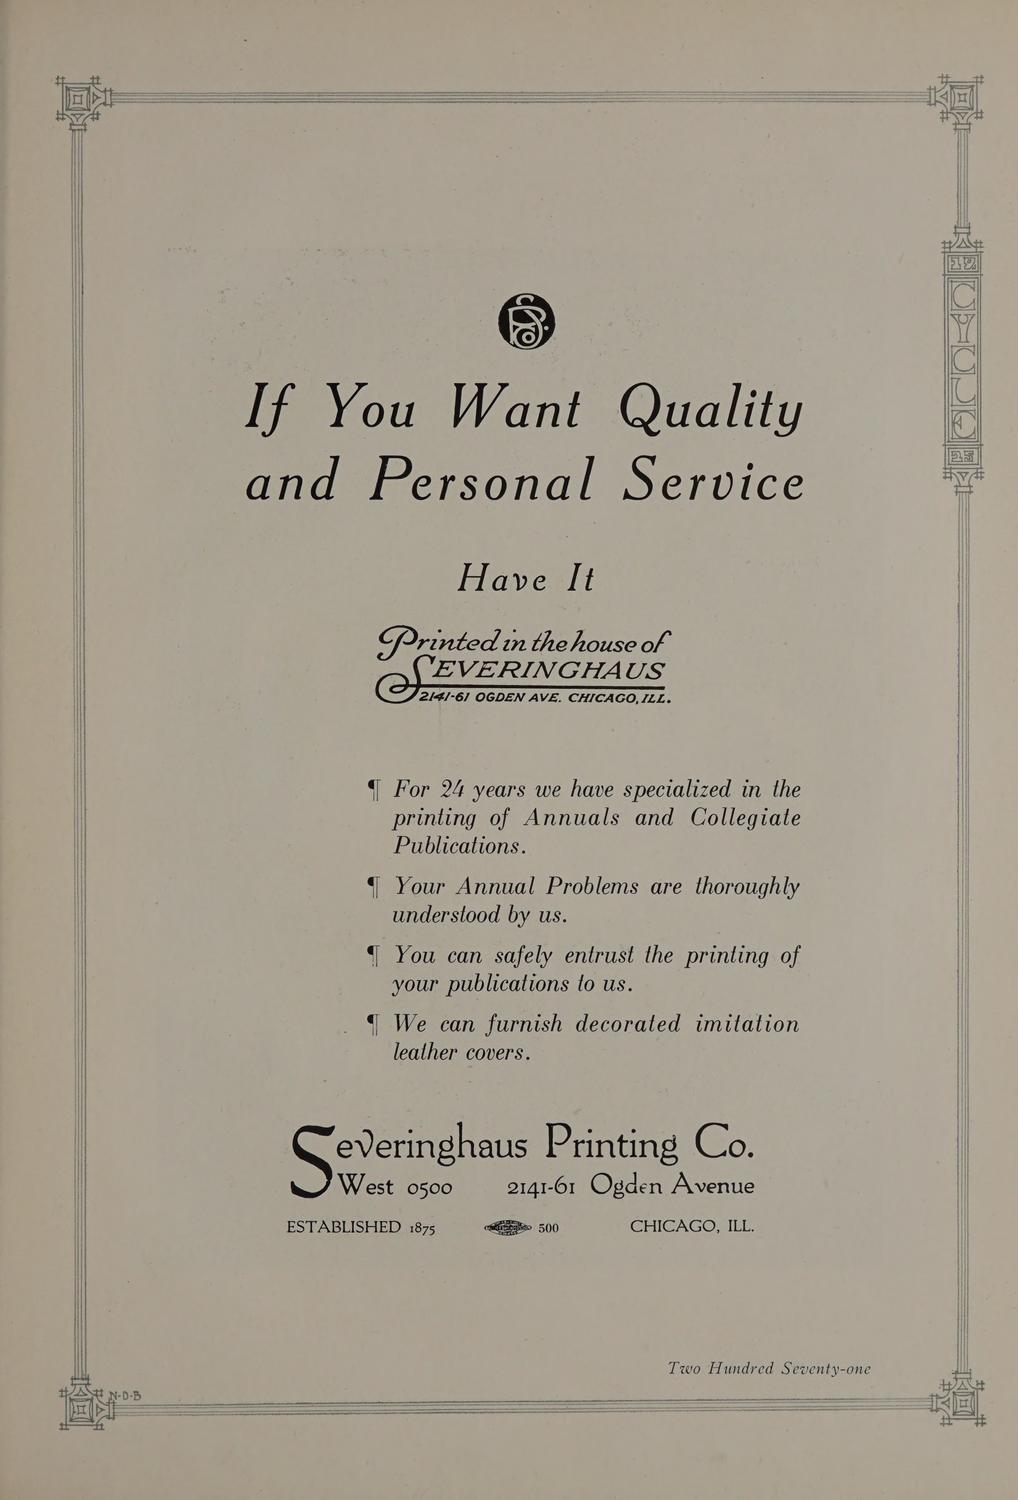 If You Want Quality
and Personal Service
Have It
Printed in the house of
SEVERINGHAUS
2141-61 OGDEN AVE. CHICAGO, ILL.
¶ For 24 years we have specialized in the
printing of Annuals and Collegiate
Publications.
¶ Your Annual Problems are thoroughly
understood by us.
¶ You can safely entrust the printing of
your publications to us.
¶ We can furnish decorated imitation
leather covers.
Severinghaus Printing Co.
West 0500 2141-61 Ogden Avenue
ESTABLISHED 1875 500 CHICAGO, ILL.
Two Hundred Seventy-one
N-D-B
CYCLE